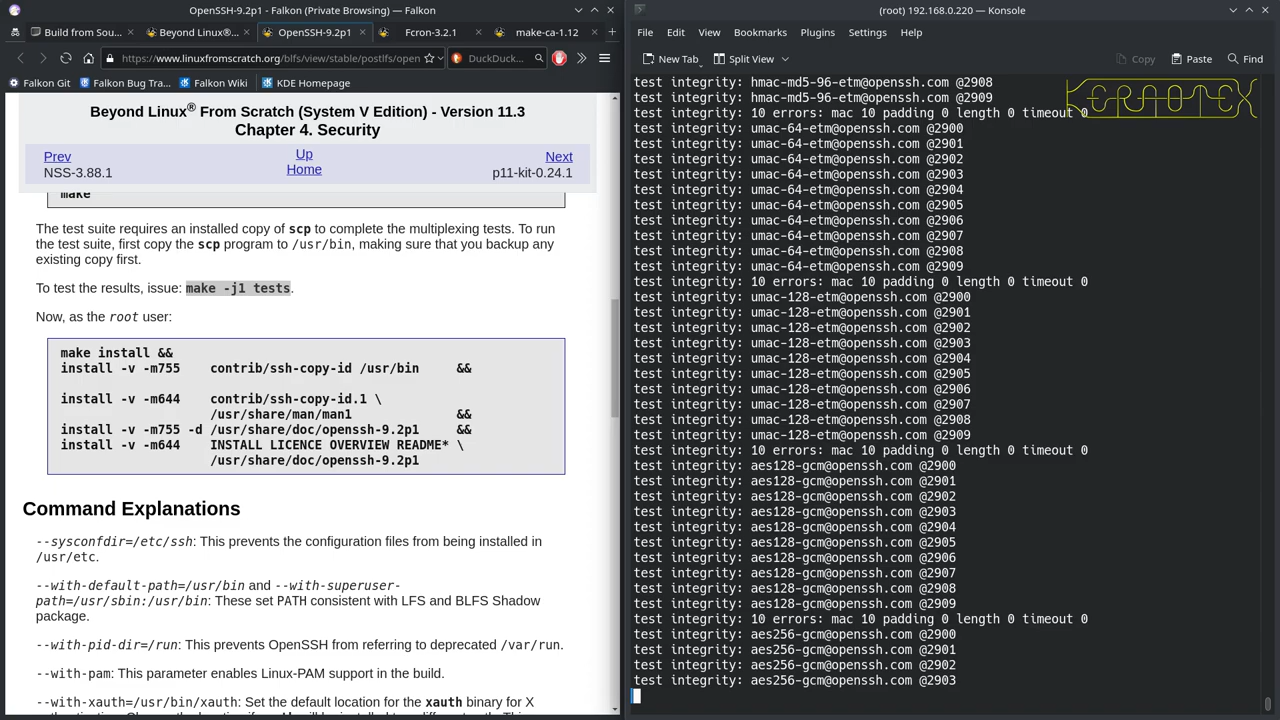 OpenSSH-9.2p1 - Falkon (Private Browsing) — Falkon
Build from Sou...
Beyond Linux®...
OpenSSH-9.2p1
Fcron-3.2.1
make-ca-1.12
https://www.linuxfromscratch.org/blfs/view/stable/postlfs/open
DuckDuck...
Falkon Git
Falkon Bug Tra...
Falkon Wiki
KDE Homepage
Beyond Linux® From Scratch (System V Edition) - Version 11.3
Chapter 4. Security
Prev
Up
Next
NSS-3.88.1
Home
p11-kit-0.24.1
make
The test suite requires an installed copy of scp to complete the multiplexing tests. To run
the test suite, first copy the scp program to /usr/bin, making sure that you backup any
existing copy first.
To test the results, issue: make -j1 tests.
Now, as the root user:
make install &&
install -v -m755    contrib/ssh-copy-id /usr/bin     &&
install -v -m644    contrib/ssh-copy-id.1 \
/usr/share/man/man1              &&
install -v -m755 -d /usr/share/doc/openssh-9.2p1     &&
install -v -m644    INSTALL LICENCE OVERVIEW README* \
/usr/share/doc/openssh-9.2p1
Command Explanations
--sysconfdir=/etc/ssh: This prevents the configuration files from being installed in
/usr/etc.
--with-default-path=/usr/bin and --with-superuser-
path=/usr/sbin:/usr/bin: These set PATH consistent with LFS and BLFS Shadow
package.
--with-pid-dir=/run: This prevents OpenSSH from referring to deprecated /var/run.
--with-pam: This parameter enables Linux-PAM support in the build.
--with-xauth=/usr/bin/xauth: Set the default location for the xauth binary for X
(root) 192.168.0.220 — Konsole
File Edit View Bookmarks Plugins Settings Help
New Tab
Split View
Copy
Paste
Find
test integrity: hmac-md5-96-etm@openssh.com @2908
test integrity: hmac-md5-96-etm@openssh.com @2909
test integrity: 10 errors: mac 10 padding 0 length 0 timeout 0
test integrity: umac-64-etm@openssh.com @2900
test integrity: umac-64-etm@openssh.com @2901
test integrity: umac-64-etm@openssh.com @2902
test integrity: umac-64-etm@openssh.com @2903
test integrity: umac-64-etm@openssh.com @2904
test integrity: umac-64-etm@openssh.com @2905
test integrity: umac-64-etm@openssh.com @2906
test integrity: umac-64-etm@openssh.com @2907
test integrity: umac-64-etm@openssh.com @2908
test integrity: umac-64-etm@openssh.com @2909
test integrity: 10 errors: mac 10 padding 0 length 0 timeout 0
test integrity: umac-128-etm@openssh.com @2900
test integrity: umac-128-etm@openssh.com @2901
test integrity: umac-128-etm@openssh.com @2902
test integrity: umac-128-etm@openssh.com @2903
test integrity: umac-128-etm@openssh.com @2904
test integrity: umac-128-etm@openssh.com @2905
test integrity: umac-128-etm@openssh.com @2906
test integrity: umac-128-etm@openssh.com @2907
test integrity: umac-128-etm@openssh.com @2908
test integrity: umac-128-etm@openssh.com @2909
test integrity: 10 errors: mac 10 padding 0 length 0 timeout 0
test integrity: aes128-gcm@openssh.com @2900
test integrity: aes128-gcm@openssh.com @2901
test integrity: aes128-gcm@openssh.com @2902
test integrity: aes128-gcm@openssh.com @2903
test integrity: aes128-gcm@openssh.com @2904
test integrity: aes128-gcm@openssh.com @2905
test integrity: aes128-gcm@openssh.com @2906
test integrity: aes128-gcm@openssh.com @2907
test integrity: aes128-gcm@openssh.com @2908
test integrity: aes128-gcm@openssh.com @2909
test integrity: 10 errors: mac 10 padding 0 length 0 timeout 0
test integrity: aes256-gcm@openssh.com @2900
test integrity: aes256-gcm@openssh.com @2901
test integrity: aes256-gcm@openssh.com @2902
test integrity: aes256-gcm@openssh.com @2903